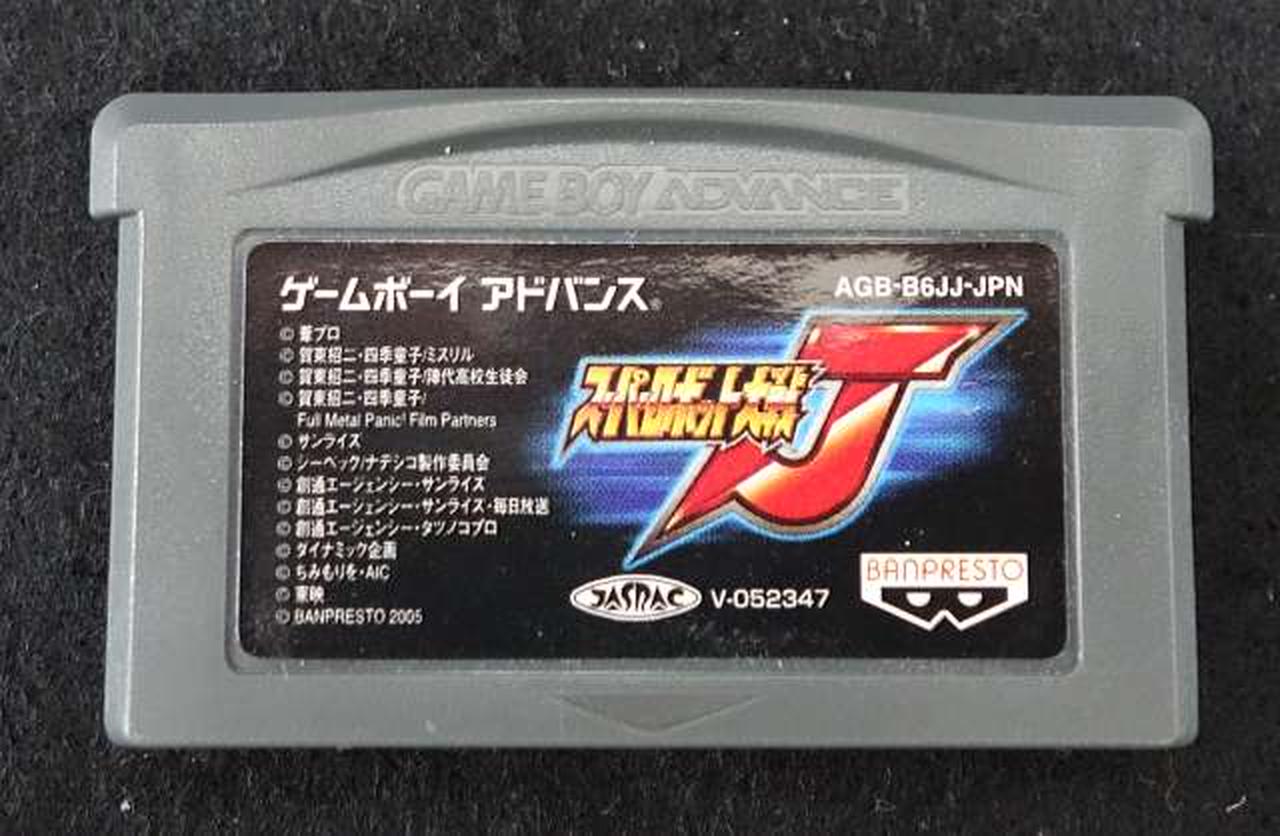 GAME BOY ADVANCE
ゲームボーイ アドバンス®
AGB-B6JJ-JPN
© 葦プロ
© 賀東招二・四季童子/ミスリル
© 賀東招二・四季童子/陣代高校生徒会
© 賀東招二・四季童子/
Full Metal Panic! Film Partners
© サンライズ
© ジーベック/ナデシコ製作委員会
© 創通エージェンシー・サンライズ
© 創通エージェンシー・サンライズ・毎日放送
© 創通エージェンシー・タツノコプロ
© ダイナミック企画
© ちみもりを・AIC
© 東映
© BANPRESTO 2005
スーパーロボット大戦 J
JASRAC V-052347
BANPRESTO